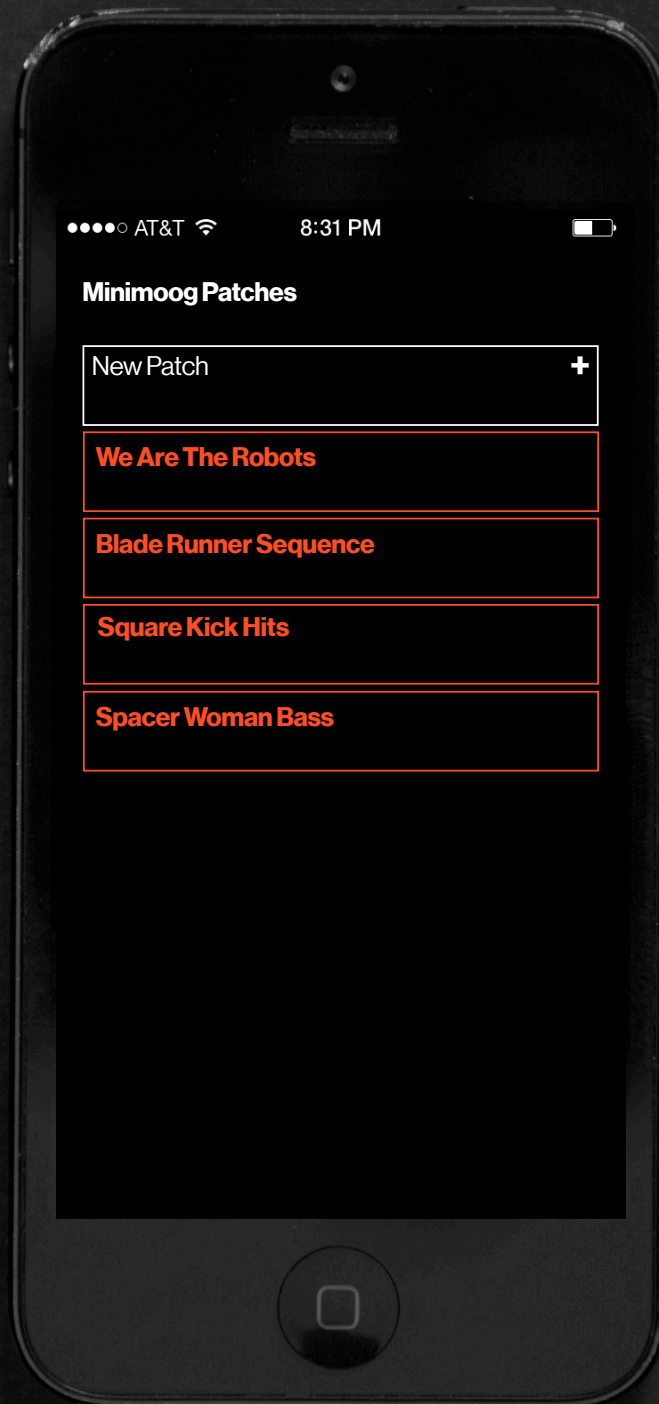 AT&T
8:31 PM
Minimoog Patches
New Patch
We Are The Robots
Blade Runner Sequence
Square Kick Hits
Spacer Woman Bass